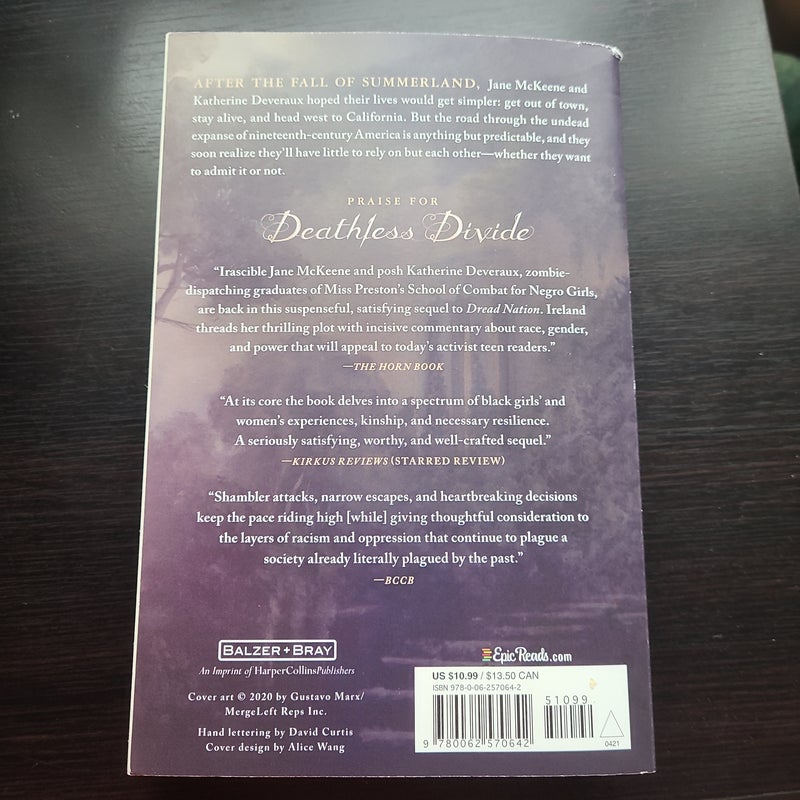 AFTER THE FALL OF SUMMERLAND, Jane McKeene and
Katherine Deveraux hoped their lives would get simpler: get out of town,
stay alive, and head west to California. But the road through the undead
expanse of nineteenth-century America is anything but predictable, and they
soon realize they'll have little to rely on but each other—whether they want
to admit it or not.
PRAISE FOR
Deathless Divide
"Irascible Jane McKeene and posh Katherine Deveraux, zombie-
dispatching graduates of Miss Preston's School of Combat for Negro Girls,
are back in this suspenseful, satisfying sequel to Dread Nation. Ireland
threads her thrilling plot with incisive commentary about race, gender,
and power that will appeal to today's activist teen readers."
—THE HORN BOOK
"At its core the book delves into a spectrum of black girls' and
women's experiences, kinship, and necessary resilience.
A seriously satisfying, worthy, and well-crafted sequel."
—KIRKUS REVIEWS (STARRED REVIEW)
"Shambler attacks, narrow escapes, and heartbreaking decisions
keep the pace riding high [while] giving thoughtful consideration to
the layers of racism and oppression that continue to plague a
society already literally plagued by the past."
—BCCB
BALZER + BRAY
An Imprint of HarperCollinsPublishers
Cover art © 2020 by Gustavo Marx/
MergeLeft Reps Inc.
Hand lettering by David Curtis
Cover design by Alice Wang
EpicReads.com
US $10.99 / $13.50 CAN
ISBN 978-0-06-257064-2
51099
9 780062 570642
0421